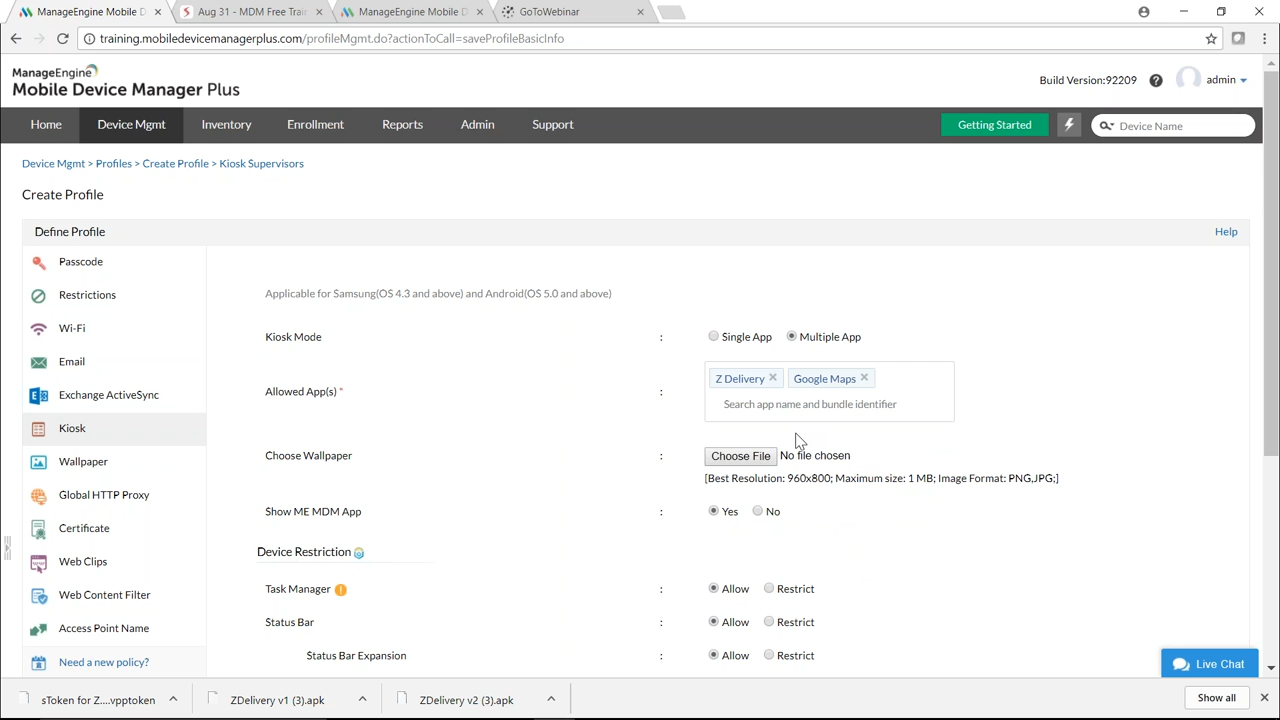 ManageEngine Mobile D
Aug 31 - MDM Free Train
ManageEngine Mobile D
GoToWebinar
training.mobiledevicemanagerplus.com/profileMgmt.do?actionToCall=saveProfileBasicInfo
ManageEngine
Mobile Device Manager Plus
Build Version:92209
admin
Home
Device Mgmt
Inventory
Enrollment
Reports
Admin
Support
Getting Started
Device Name
Device Mgmt > Profiles > Create Profile > Kiosk Supervisors
Create Profile
Define Profile
Help
Passcode
Restrictions
Wi-Fi
Email
Exchange ActiveSync
Kiosk
Wallpaper
Global HTTP Proxy
Certificate
Web Clips
Web Content Filter
Access Point Name
Need a new policy?
Applicable for Samsung(OS 4.3 and above) and Android(OS 5.0 and above)
Kiosk Mode : Single App Multiple App
Z Delivery Google Maps
Allowed App(s) * :
Search app name and bundle identifier
Choose Wallpaper : Choose File No file chosen
[Best Resolution: 960x800; Maximum size: 1 MB; Image Format: PNG,JPG;]
Show ME MDM App : Yes No
Device Restriction
Task Manager : Allow Restrict
Status Bar : Allow Restrict
Status Bar Expansion : Allow Restrict
Live Chat
sToken for Z....vpptoken
ZDelivery v1 (3).apk
ZDelivery v2 (3).apk
Show all